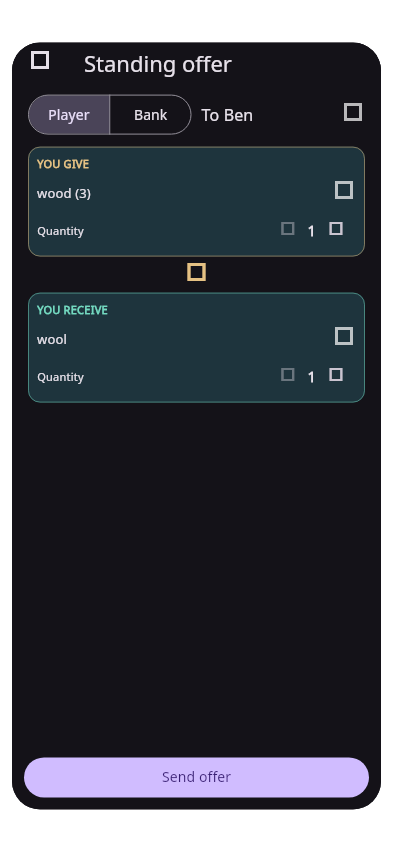 Standing offer
Player Bank To Ben
YOU GIVE
wood (3)
Quantity 1
YOU RECEIVE
wool
Quantity 1
Send offer